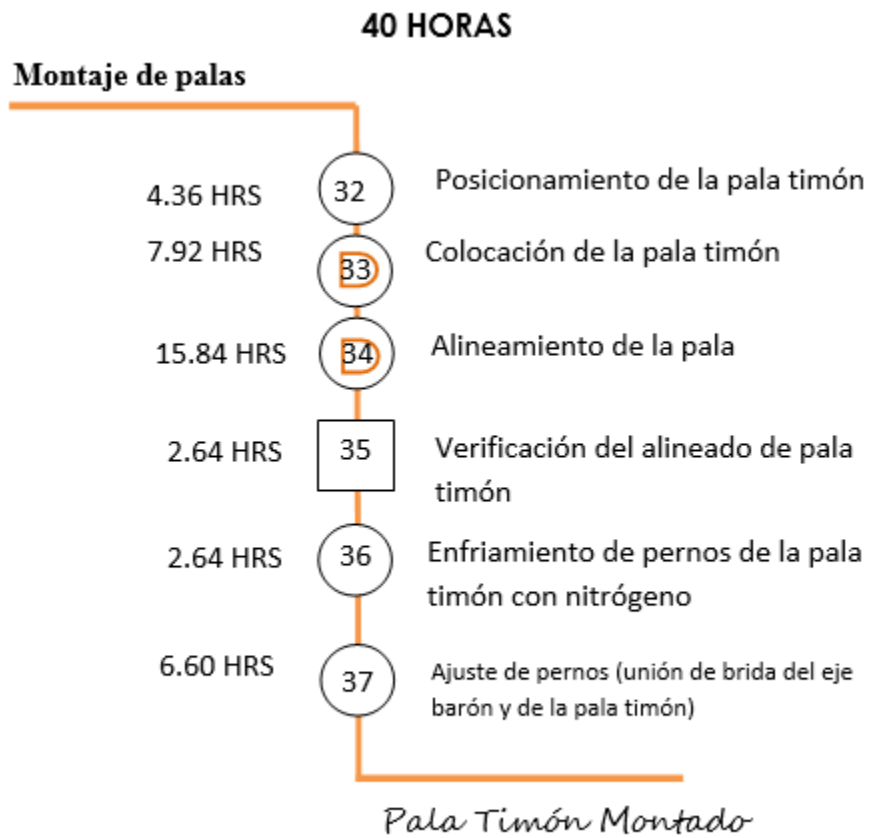 40 HORAS
Montaje de palas
4.36 HRS
32
Posicionamiento de la pala timón
7.92 HRS
33
Colocación de la pala timón
15.84 HRS
34
Alineamiento de la pala
2.64 HRS
35
Verificación del alineado de pala
timón
2.64 HRS
36
Enfriamiento de pernos de la pala
timón con nitrógeno
6.60 HRS
37
Ajuste de pernos (unión de brida del eje
barón y de la pala timón)
Pala Timón Montado